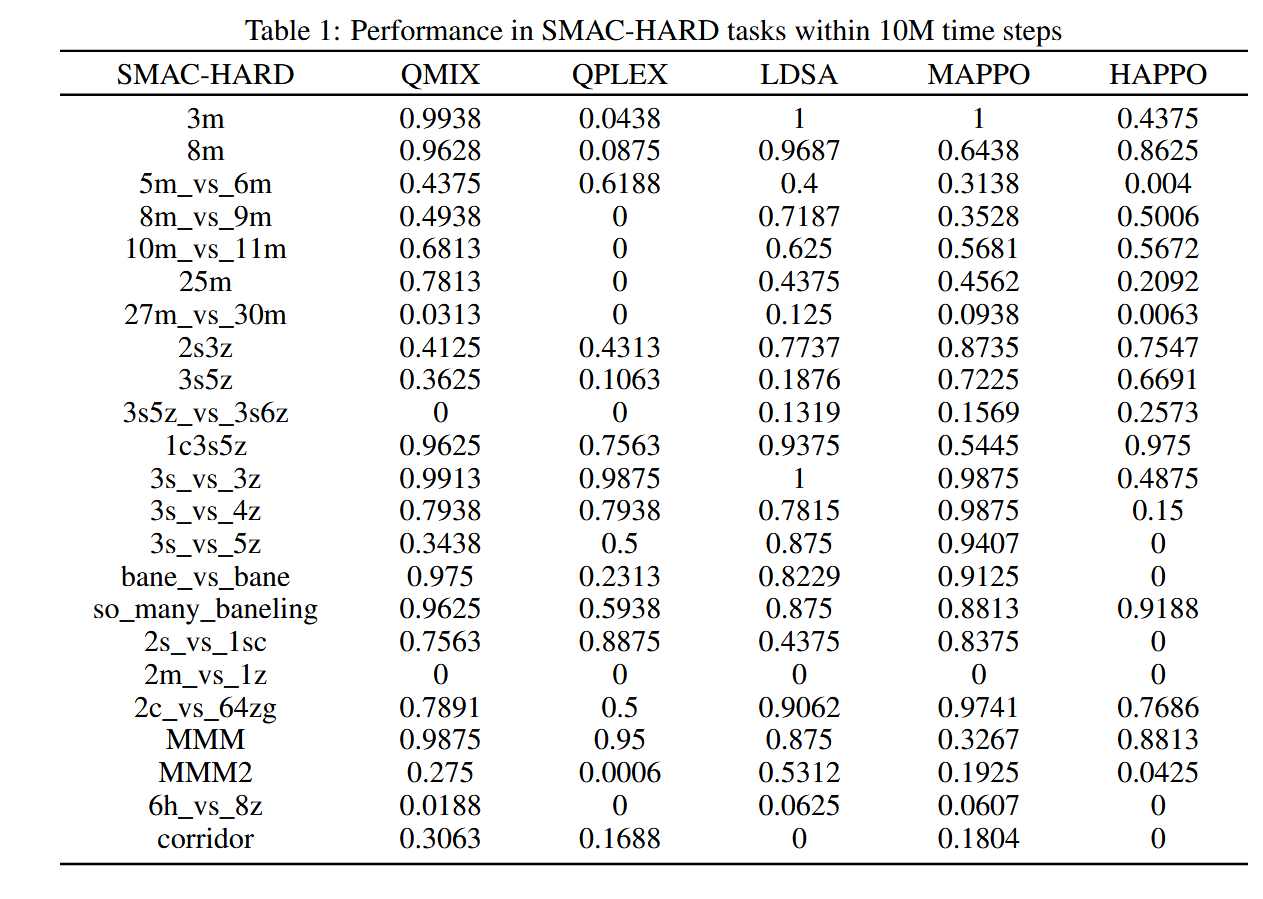 Table 1: Performance in SMAC-HARD tasks within 10M time steps
SMAC-HARD QMIX QPLEX LDSA MAPPO HAPPO
3m 0.9938 0.0438 1 1 0.4375
8m 0.9628 0.0875 0.9687 0.6438 0.8625
5m_vs_6m 0.4375 0.6188 0.4 0.3138 0.004
8m_vs_9m 0.4938 0 0.7187 0.3528 0.5006
10m_vs_11m 0.6813 0 0.625 0.5681 0.5672
25m 0.7813 0 0.4375 0.4562 0.2092
27m_vs_30m 0.0313 0 0.125 0.0938 0.0063
2s3z 0.4125 0.4313 0.7737 0.8735 0.7547
3s5z 0.3625 0.1063 0.1876 0.7225 0.6691
3s5z_vs_3s6z 0 0 0.1319 0.1569 0.2573
1c3s5z 0.9625 0.7563 0.9375 0.5445 0.975
3s_vs_3z 0.9913 0.9875 1 0.9875 0.4875
3s_vs_4z 0.7938 0.7938 0.7815 0.9875 0.15
3s_vs_5z 0.3438 0.5 0.875 0.9407 0
bane_vs_bane 0.975 0.2313 0.8229 0.9125 0
so_many_baneling 0.9625 0.5938 0.875 0.8813 0.9188
2s_vs_1sc 0.7563 0.8875 0.4375 0.8375 0
2m_vs_1z 0 0 0 0 0
2c_vs_64zg 0.7891 0.5 0.9062 0.9741 0.7686
MMM 0.9875 0.95 0.875 0.3267 0.8813
MMM2 0.275 0.0006 0.5312 0.1925 0.0425
6h_vs_8z 0.0188 0 0.0625 0.0607 0
corridor 0.3063 0.1688 0 0.1804 0